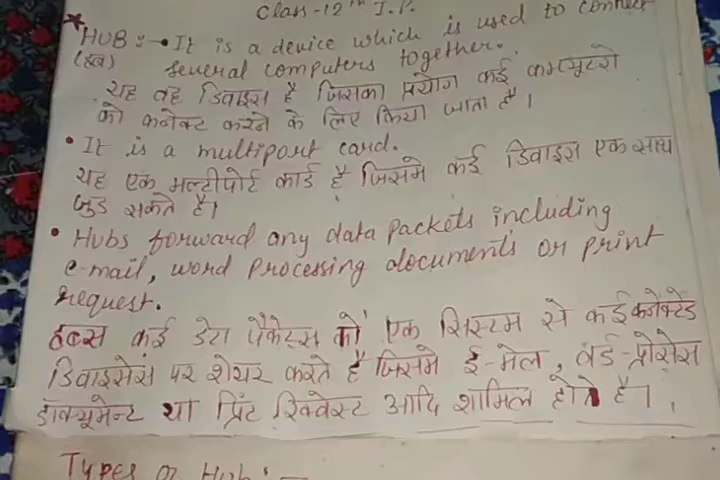 Class-12th I.P.
* HUB :- • It is a device which is used to connect
(हब) several computers together.
यह वह डिवाइस है जिसका प्रयोग कई कम्प्यूटरो
को कनेक्ट करने के लिए किया जाता है।
• It is a multiport card.
यह एक मल्टीपोर्ट कार्ड है जिसमे कई डिवाइस एक साथ
जुड सकते है।
• Hubs forward any data packets including
e-mail, word processing documents or print
request.
हब्स कई डेटा पैकेट्स को एक सिस्टम से कई कनेक्टेड
डिवाइसेस पर शेयर करते है जिसमे ई-मेल, वर्ड-प्रोसेस
डॉक्यूमेन्ट या प्रिंट रिक्वेस्ट आदि शामिल होते है।
Types of Hub :-